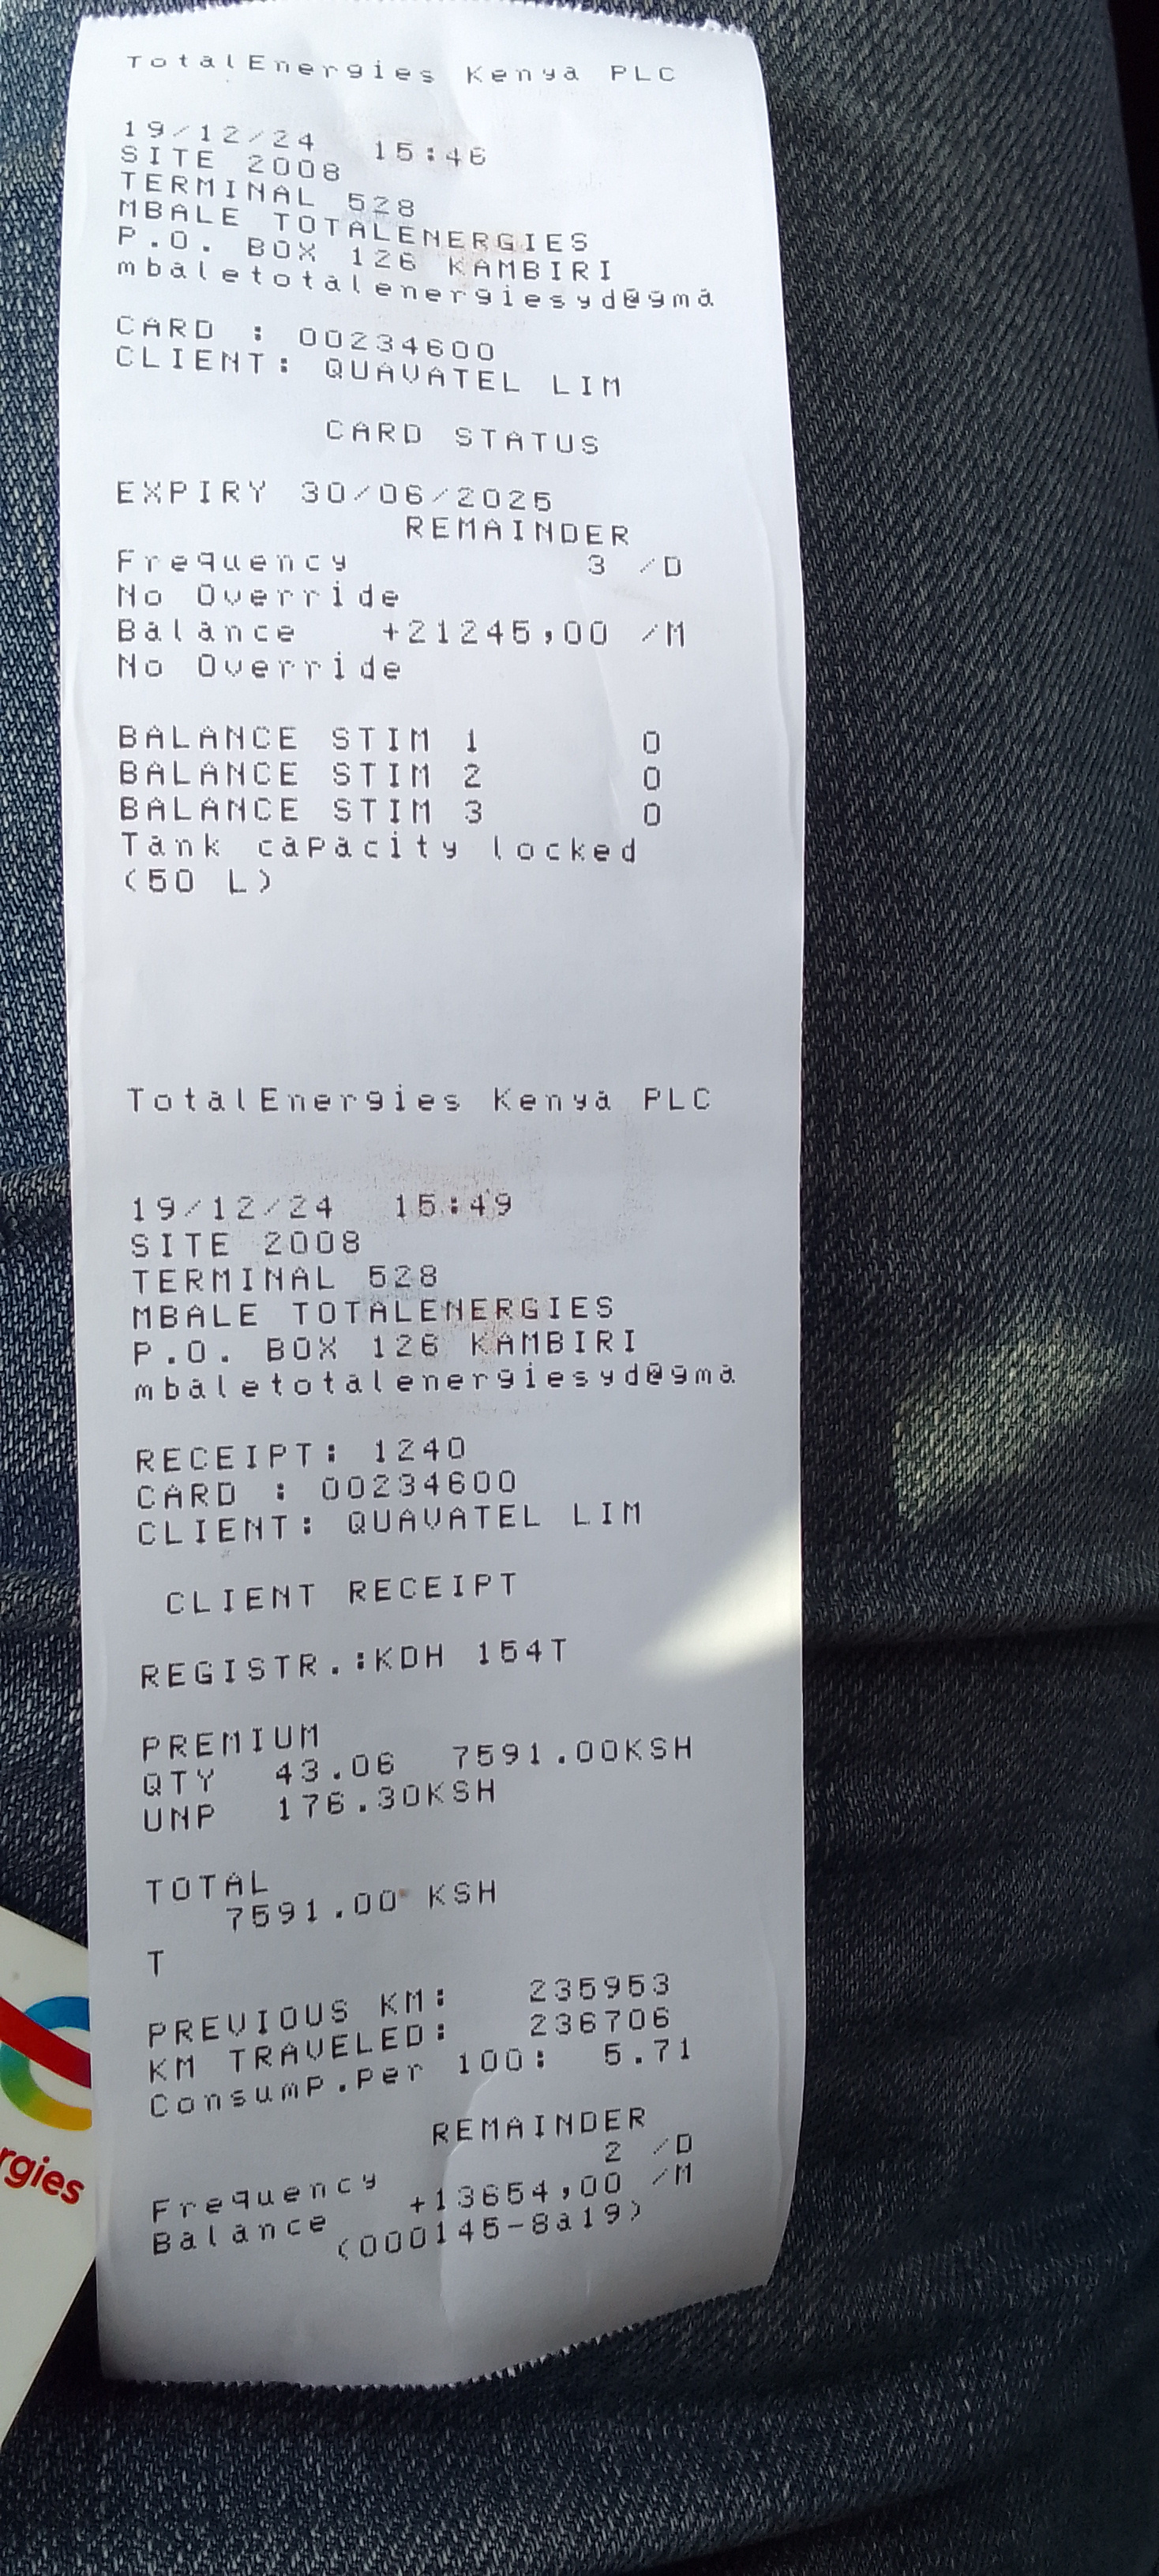 TotalEnergies Kenya PLC
19/12/24 15:46
SITE 2008
TERMINAL 528
MBALE TOTALENERGIES
P.O. BOX 126 KAMBIRI
mbaletotalenergiesyd@gma
CARD : 00234600
CLIENT: QUAVATEL LIM
CARD STATUS
EXPIRY 30/06/2025
REMAINDER
Frequency 3 /D
No Override
Balance +21245,00 /M
No Override
BALANCE STIM 1 0
BALANCE STIM 2 0
BALANCE STIM 3 0
Tank capacity locked
(50 L)
TotalEnergies Kenya PLC
19/12/24 15:49
SITE 2008
TERMINAL 528
MBALE TOTALENERGIES
P.O. BOX 126 KAMBIRI
mbaletotalenergiesyd@gma
RECEIPT: 1240
CARD : 00234600
CLIENT: QUAVATEL LIM
CLIENT RECEIPT
REGISTR.:KDH 154T
PREMIUM
QTY 43.06 7591.00KSH
UNP 176.30KSH
TOTAL
7591.00 KSH
T
PREVIOUS KM: 235953
KM TRAVELED: 236706
Consump.Per 100: 5.71
REMAINDER
Frequency 2 /D
Balance +13654,00 /M
(000145-8a19)
rgies